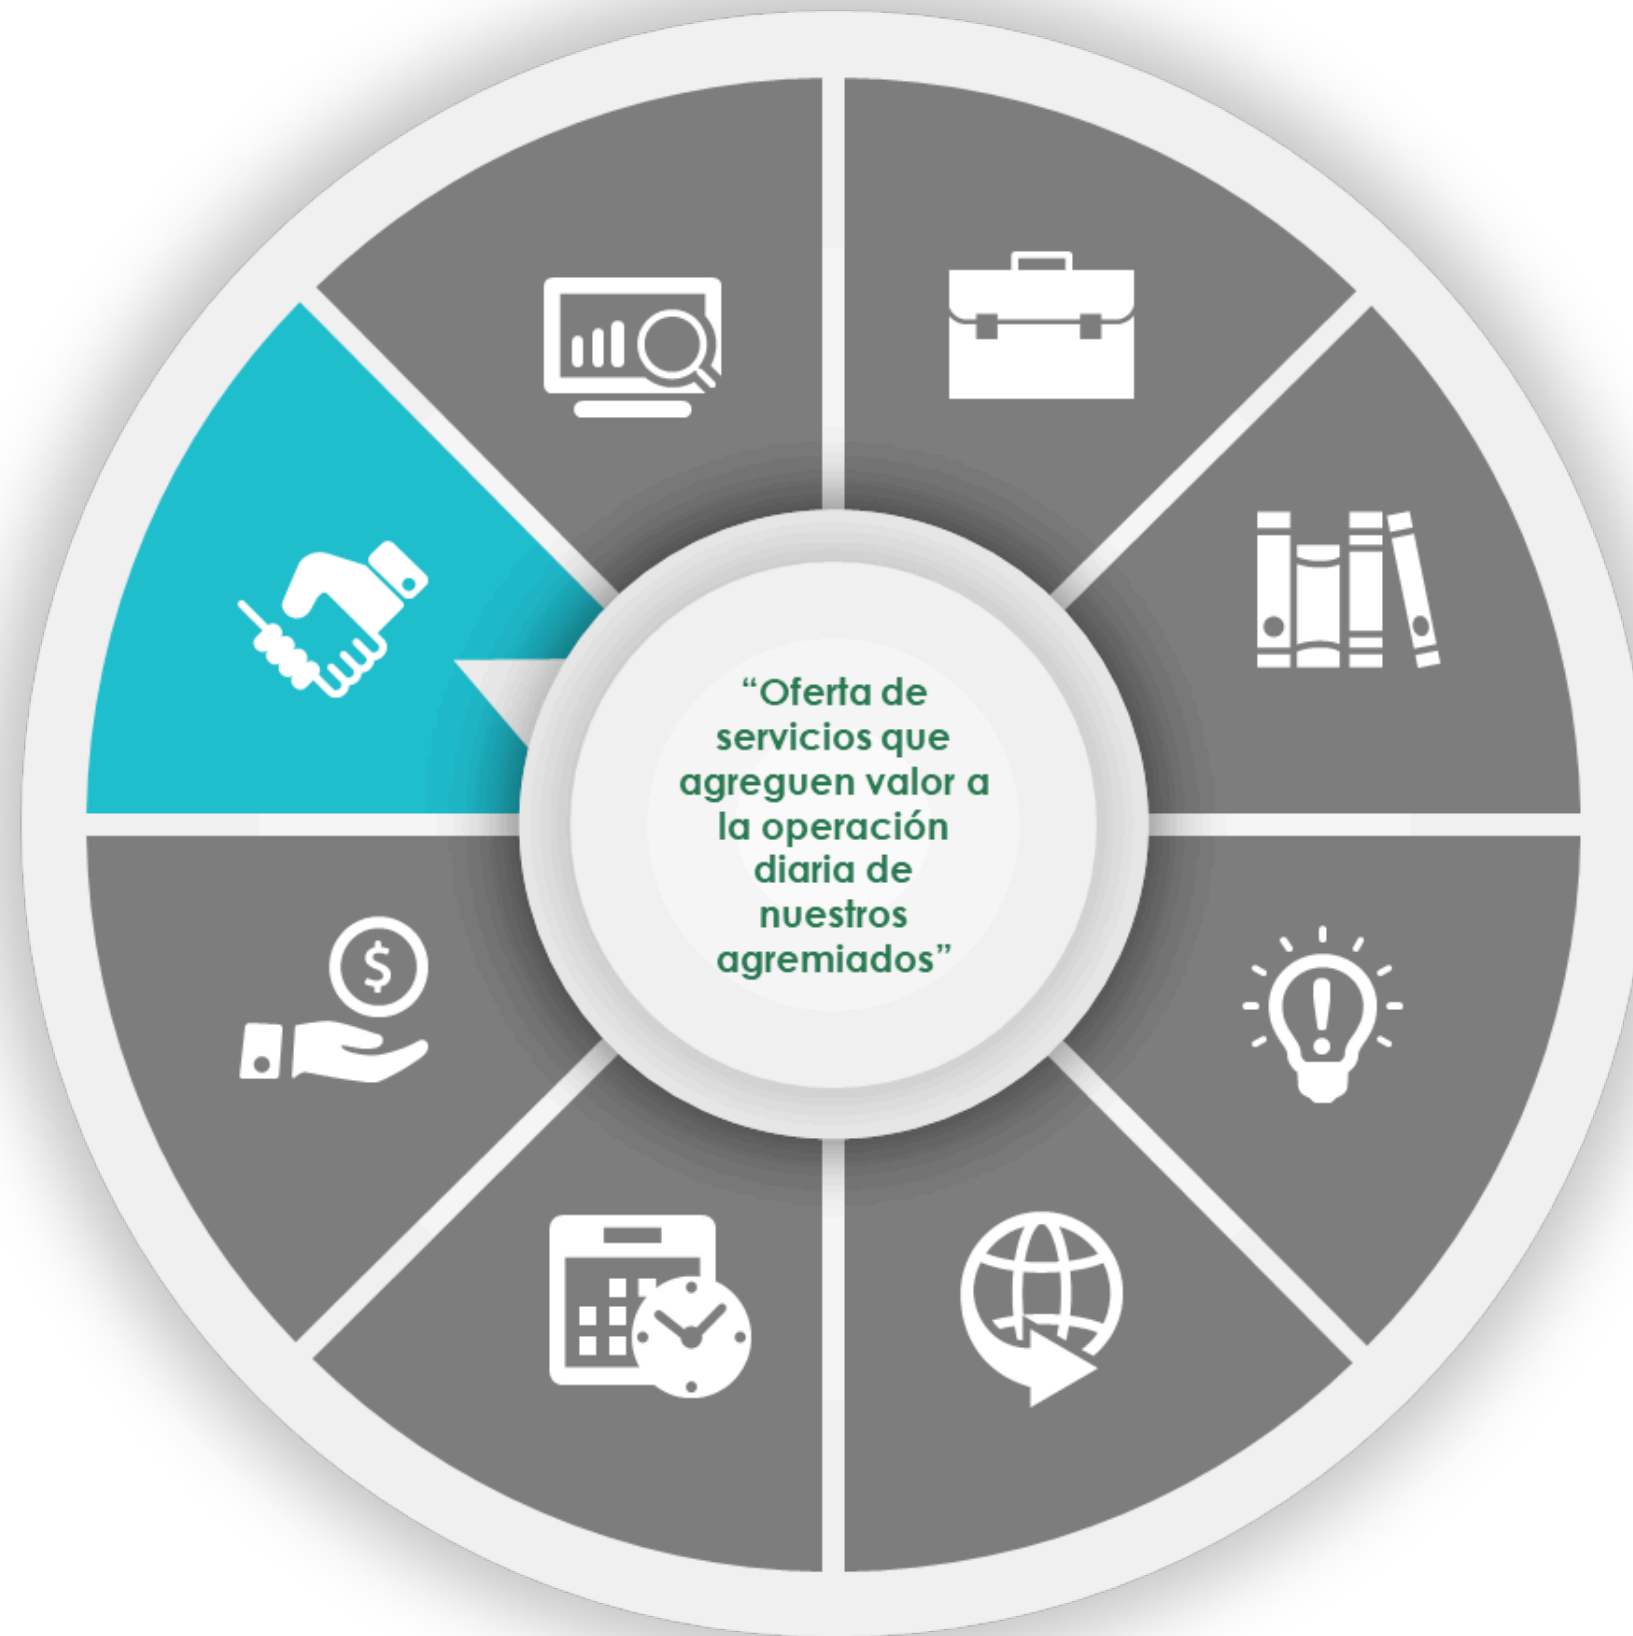 “Oferta de
servicios que
agreguen valor a
la operación
diaria de
nuestros
agremiados”
$